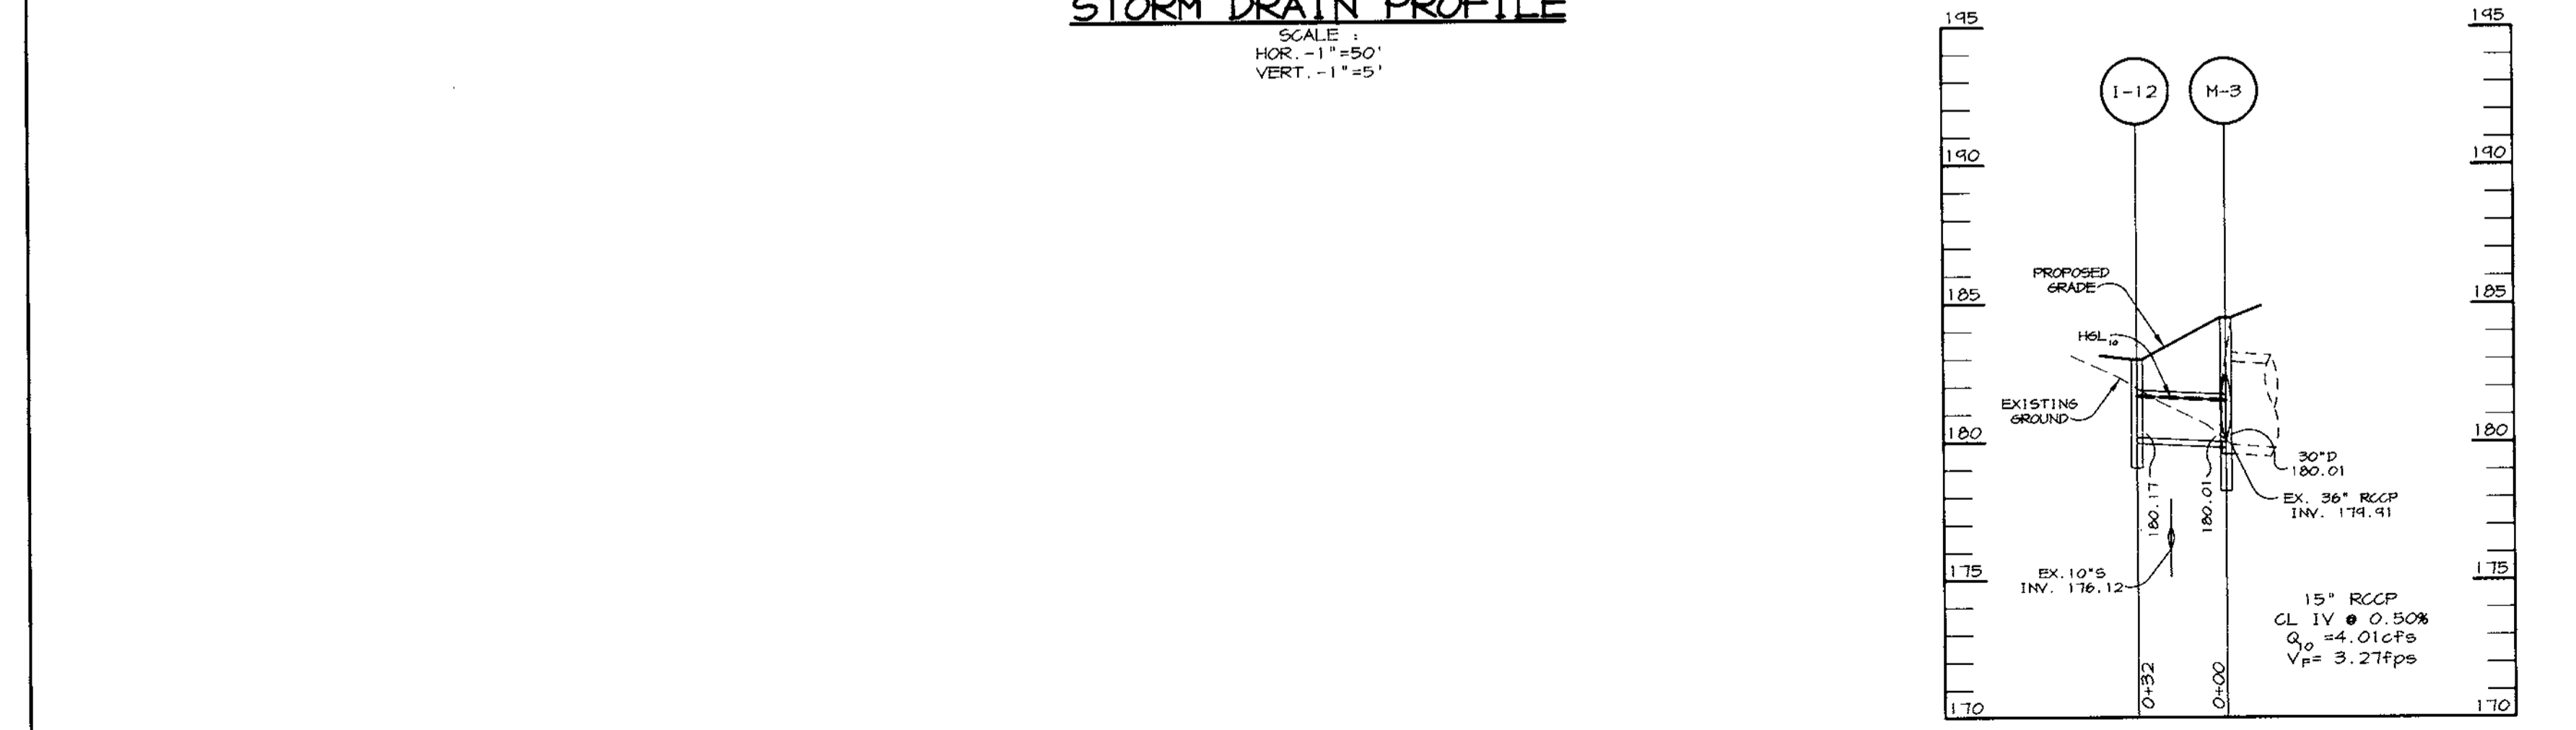 STORM DRAIN PROFILE
SCALE :
HOR.-1"=50'
VERT.-1"=5'
195
195
I-12
M-3
190
190
PROPOSED
GRADE
185
185
HGL10
EXISTING
GROUND
180
180
30"D
180.01
180.17
180.01
EX. 36" RCCP
INV. 179.91
EX.10"S
INV. 176.12
175
175
15" RCCP
CL IV @ 0.50%
Q10 =4.01cfs
VF= 3.27fps
0+32
0+00
170
170